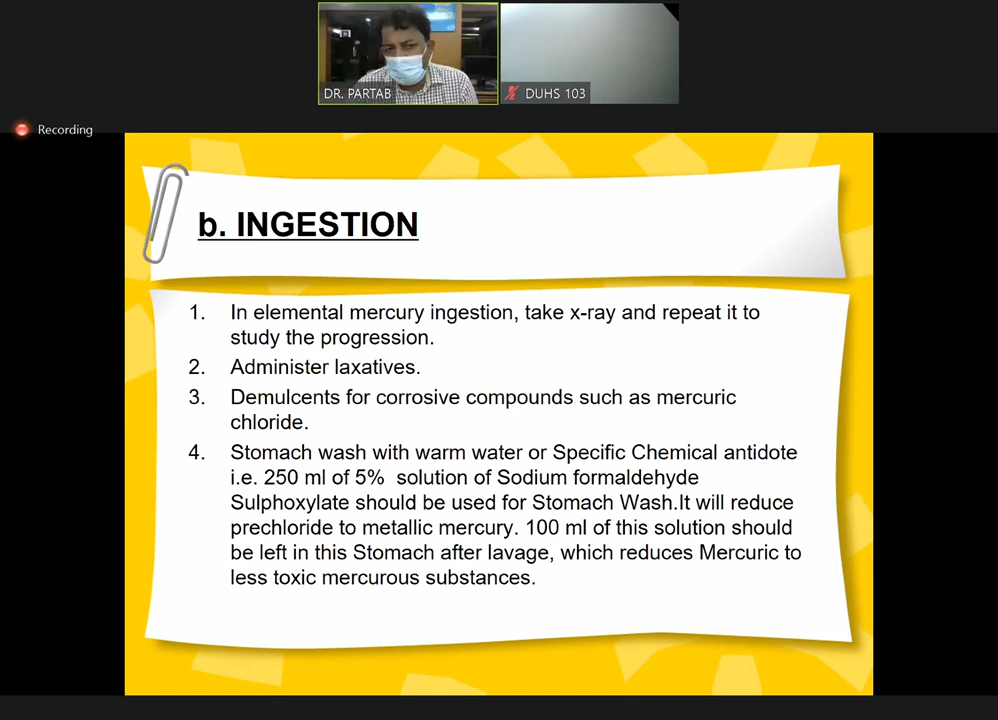 DR. PARTAB
DUHS 103
Recording
b. INGESTION
1. In elemental mercury ingestion, take x-ray and repeat it to
study the progression.
2. Administer laxatives.
3. Demulcents for corrosive compounds such as mercuric
chloride.
4. Stomach wash with warm water or Specific Chemical antidote
i.e. 250 ml of 5% solution of Sodium formaldehyde
Sulphoxylate should be used for Stomach Wash.It will reduce
prechloride to metallic mercury. 100 ml of this solution should
be left in this Stomach after lavage, which reduces Mercuric to
less toxic mercurous substances.